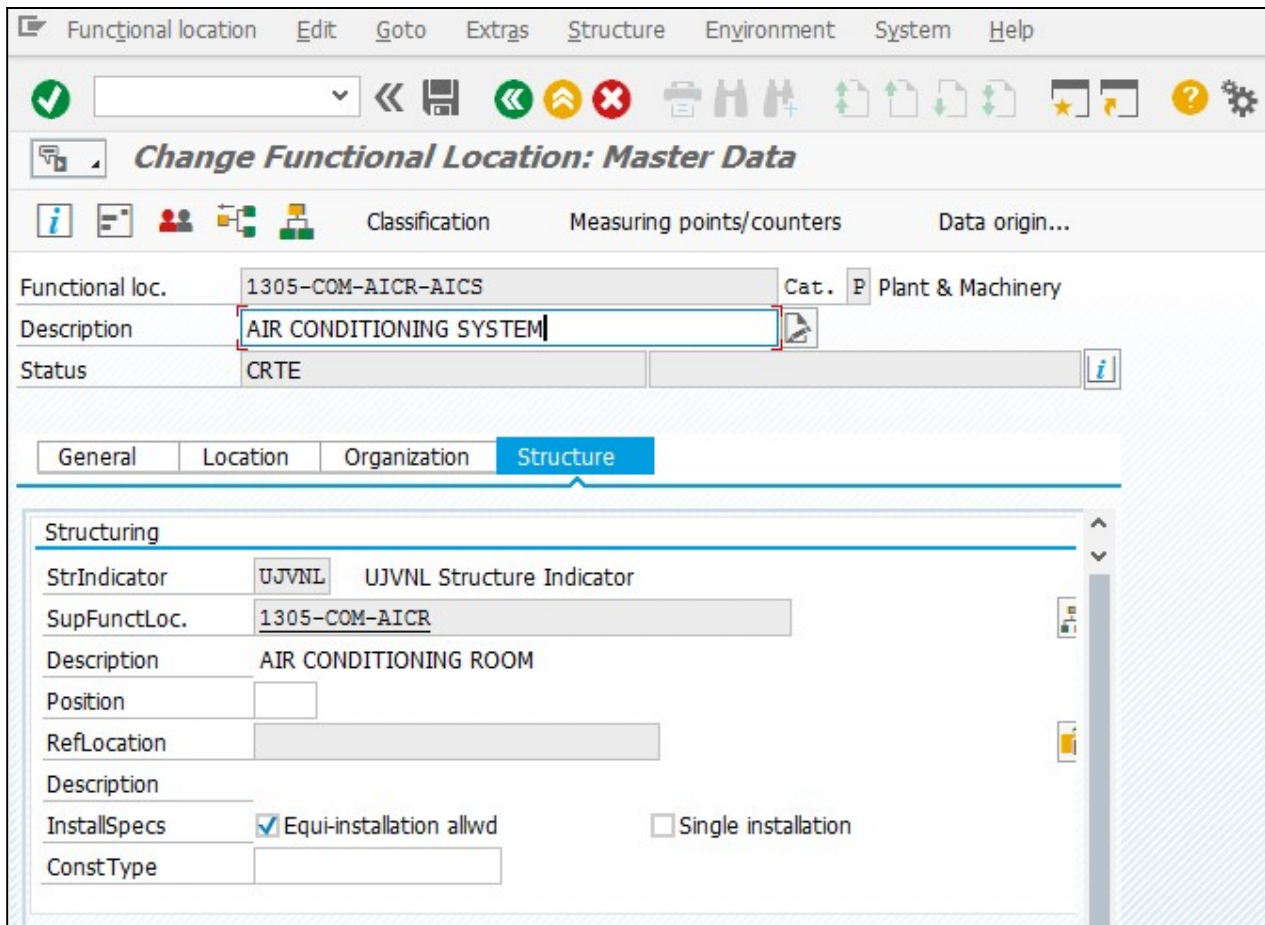 Functional location Edit Goto Extras Structure Environment System Help
Change Functional Location: Master Data
Classification Measuring points/counters Data origin...
Functional loc. 1305-COM-AICR-AICS Cat. P Plant & Machinery
Description AIR CONDITIONING SYSTEM
Status CRTE
General Location Organization Structure
Structuring
StrIndicator UJVNL UJVNL Structure Indicator
SupFunctLoc. 1305-COM-AICR
Description AIR CONDITIONING ROOM
Position
RefLocation
Description
InstallSpecs Equi-installation allwd Single installation
ConstType